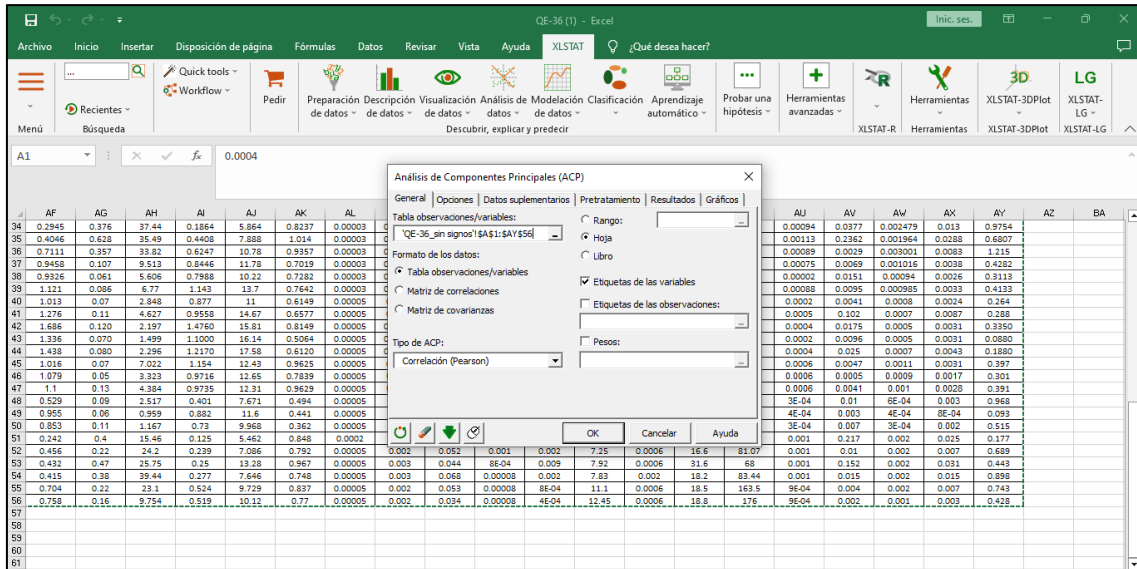 QE-36 (1) - Excel
Inic. ses.
Archivo Inicio Insertar Disposición de página Fórmulas Datos Revisar Vista Ayuda XLSTAT ¿Qué desea hacer?
... Quick tools
Workflow
Recientes
Pedir
Preparación de datos
Descripción de datos
Visualización de datos
Análisis de datos
Modelación de datos
Clasificación
Aprendizaje automático
Probar una hipótesis
Herramientas avanzadas
Herramientas
XLSTAT-3DPlot
LG XLSTAT-LG
Menú Búsqueda Descubrir, explicar y predecir XLSTAT-R Herramientas XLSTAT-3DPlot XLSTAT-LG
A1 fx 0.0004
Análisis de Componentes Principales (ACP)
General Opciones Datos suplementarios Pretratamiento Resultados Gráficos
Tabla observaciones/variables:
'QE-36_sin signos'!$A$1:$AY$56
Formato de los datos:
Tabla observaciones/variables
Matriz de correlaciones
Matriz de covarianzas
Tipo de ACP:
Correlación (Pearson)
Rango:
Hoja
Libro
Etiquetas de las variables
Etiquetas de las observaciones:
Pesos:
OK Cancelar Ayuda
AF AG AH AI AJ AK AL AU AV AW AX AY AZ BA
34 0.2945 0.376 37.44 0.1864 5.864 0.8237 0.00003 0.00094 0.0377 0.002479 0.013 0.9754
35 0.4046 0.628 35.49 0.4408 7.888 1.014 0.00003 0.00113 0.2362 0.001964 0.0288 0.6807
36 0.7111 0.357 33.82 0.6247 10.78 0.9357 0.00003 0.00089 0.0029 0.003001 0.0083 1.215
37 0.9458 0.107 9.513 0.8446 11.78 0.7019 0.00003 0.00075 0.0069 0.001016 0.0038 0.4282
38 0.9326 0.061 5.606 0.7988 10.22 0.7282 0.00003 0.00002 0.0151 0.00094 0.0026 0.3113
39 1.121 0.086 6.77 1.143 13.7 0.7642 0.00003 0.00088 0.0095 0.000985 0.0033 0.4133
40 1.013 0.07 2.848 0.877 11 0.6149 0.00005 0.0002 0.0041 0.0008 0.0024 0.264
41 1.276 0.11 4.627 0.9558 14.67 0.6577 0.00005 0.0005 0.102 0.0007 0.0087 0.288
42 1.686 0.120 2.197 1.4760 15.81 0.8149 0.00005 0.0004 0.0175 0.0005 0.0031 0.3350
43 1.336 0.070 1.499 1.1000 16.14 0.5064 0.00005 0.0002 0.0096 0.0005 0.0031 0.0880
44 1.438 0.080 2.296 1.2170 17.58 0.6120 0.00005 0.0004 0.025 0.0007 0.0043 0.1880
45 1.016 0.07 7.022 1.154 12.43 0.9625 0.00005 0.0006 0.0047 0.0011 0.0031 0.397
46 1.079 0.05 3.323 0.9716 12.65 0.7839 0.00005 0.0006 0.0005 0.0009 0.0017 0.301
47 1.1 0.13 4.384 0.9735 12.31 0.9629 0.00005 0.0006 0.0041 0.001 0.0028 0.391
48 0.529 0.09 2.517 0.401 7.671 0.494 0.00005 3E-04 0.01 6E-04 0.003 0.968
49 0.955 0.06 0.959 0.882 11.6 0.441 0.00005 4E-04 0.003 4E-04 8E-04 0.093
50 0.853 0.11 1.167 0.73 9.968 0.362 0.00005 3E-04 0.007 3E-04 0.002 0.515
51 0.242 0.4 15.46 0.125 5.462 0.848 0.0002 0.001 0.217 0.002 0.025 0.177
52 0.456 0.22 24.2 0.239 7.086 0.792 0.00005 0.002 0.052 0.001 0.002 7.25 0.0006 16.6 81.07 0.001 0.01 0.002 0.007 0.689
53 0.432 0.47 25.75 0.25 13.28 0.967 0.00005 0.003 0.044 8E-04 0.009 7.92 0.0006 31.6 68 0.001 0.152 0.002 0.031 0.443
54 0.415 0.38 39.44 0.277 7.646 0.748 0.00005 0.003 0.068 0.00008 0.002 7.83 0.002 18.2 83.44 0.001 0.015 0.002 0.015 0.898
55 0.704 0.22 23.1 0.524 9.729 0.837 0.00005 0.002 0.053 0.00008 8E-04 11.1 0.0006 18.5 163.5 9E-04 0.004 0.002 0.007 0.743
56 0.758 0.16 9.754 0.519 10.12 0.77 0.00005 0.002 0.034 0.00008 4E-04 12.45 0.0006 18.8 176 9E-04 0.002 0.001 0.003 0.428
57
58
59
60
61